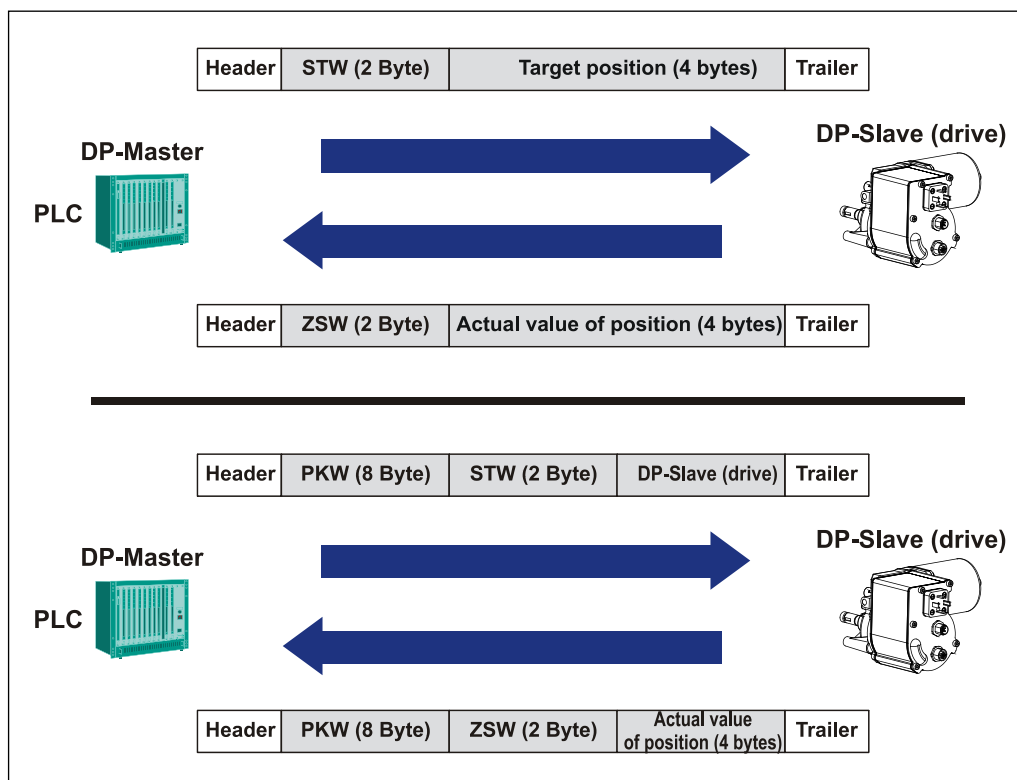 Header STW (2 Byte) Target position (4 bytes) Trailer
DP-Master
DP-Slave (drive)
PLC
Header ZSW (2 Byte) Actual value of position (4 bytes) Trailer
Header PKW (8 Byte) STW (2 Byte) DP-Slave (drive) Trailer
DP-Master
DP-Slave (drive)
PLC
Header PKW (8 Byte) ZSW (2 Byte) Actual value
of position (4 bytes) Trailer